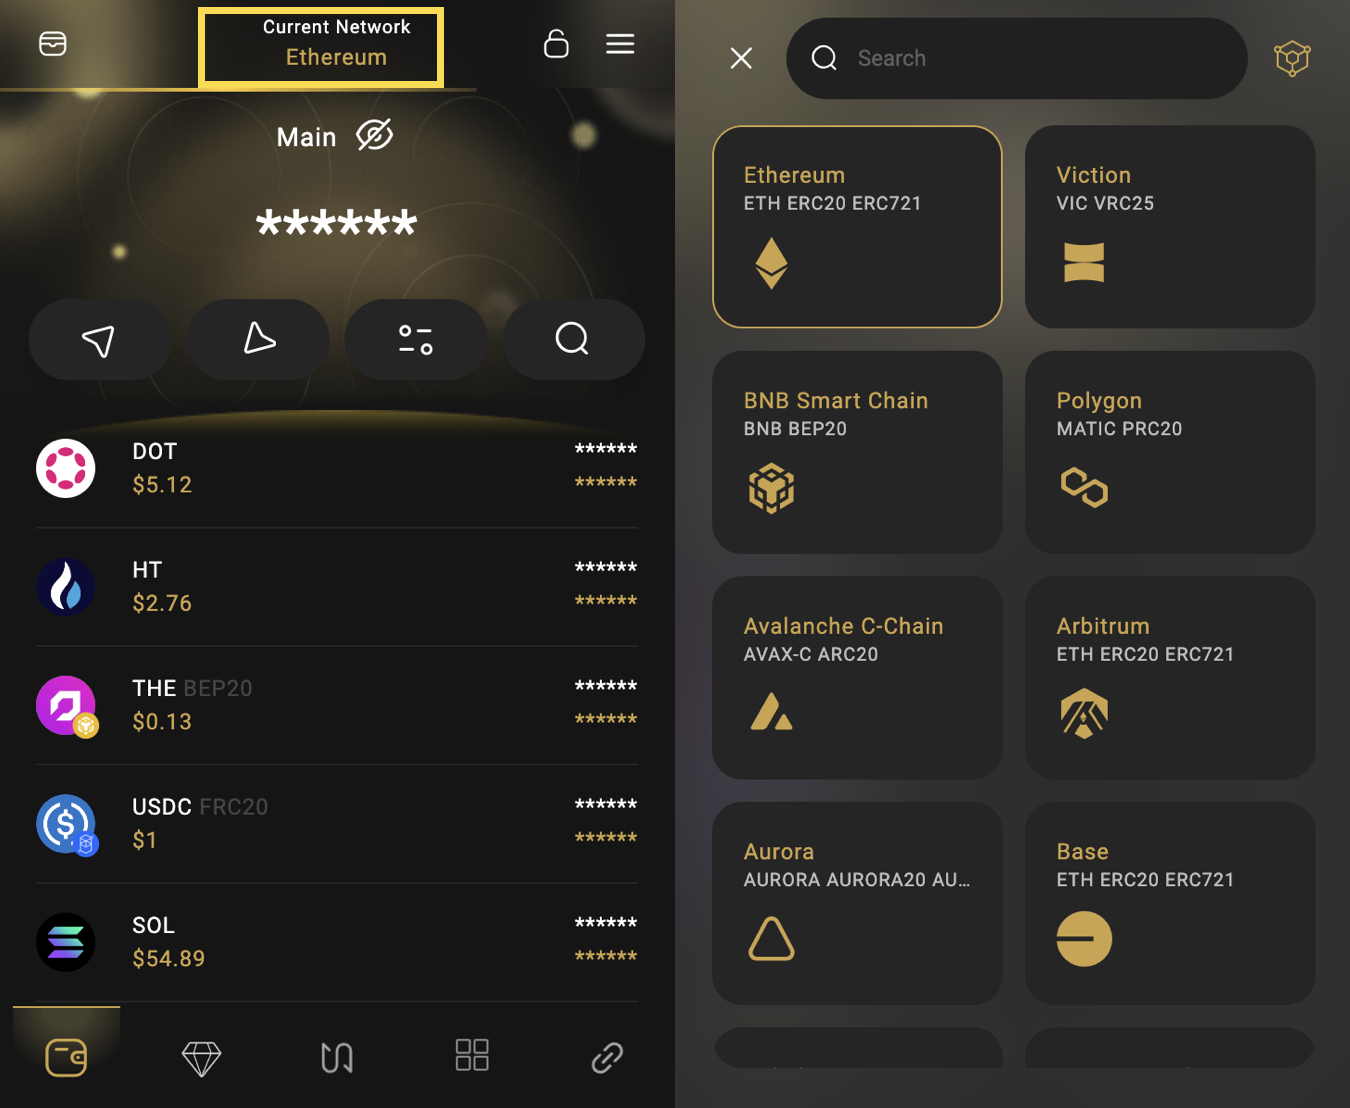 Current Network
Ethereum
Main
******
DOT
$5.12
******
******
HT
$2.76
******
******
THE BEP20
$0.13
******
******
USDC FRC20
$1
******
******
SOL
$54.89
******
******
Search
Ethereum
ETH ERC20 ERC721
Viction
VIC VRC25
BNB Smart Chain
BNB BEP20
Polygon
MATIC PRC20
Avalanche C-Chain
AVAX-C ARC20
Arbitrum
ETH ERC20 ERC721
Aurora
AURORA AURORA20 AU...
Base
ETH ERC20 ERC721